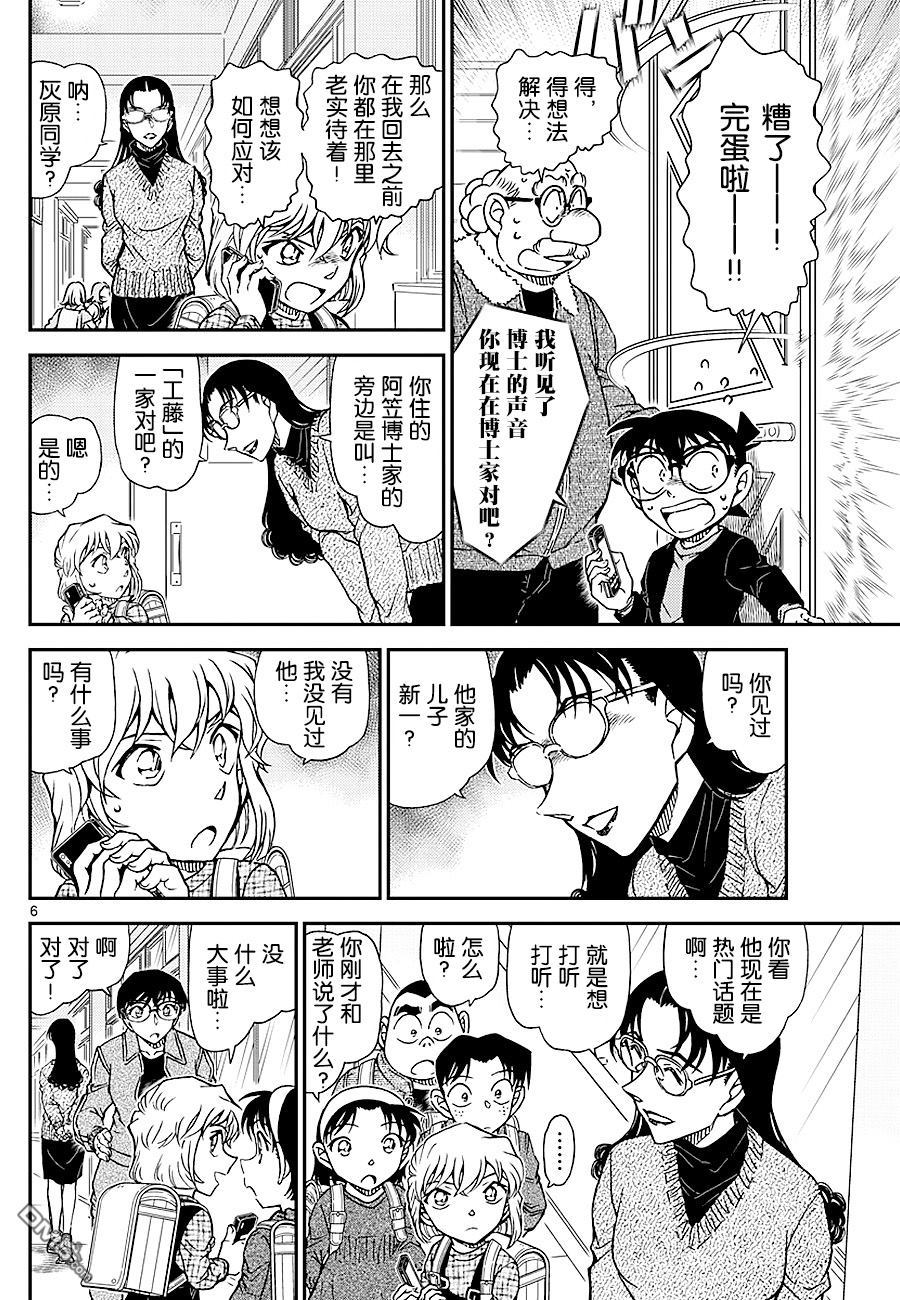 糟了——！
完蛋啦
——！！
得，
得想法
解决…
我听见了
博士的声音
你现在在博士家对吧？
那么
在我回去之前
你都在那里
老实待着！
想想该
如何应对…
呐…
灰原同学？
你住的
阿笠博士家的
旁边是叫…
「工藤」的
一家对吧？
嗯
是的…
你见过
吗？
他家的
儿子
新一？
没有
我没见过
他…
有什么事
吗？
6
你看
他现在是
热门话题
啊…
就是想
打听
打听…
……
怎么
啦？
你刚才和
老师说了什么？
没
什么
大事啦…
啊
对了
对了！